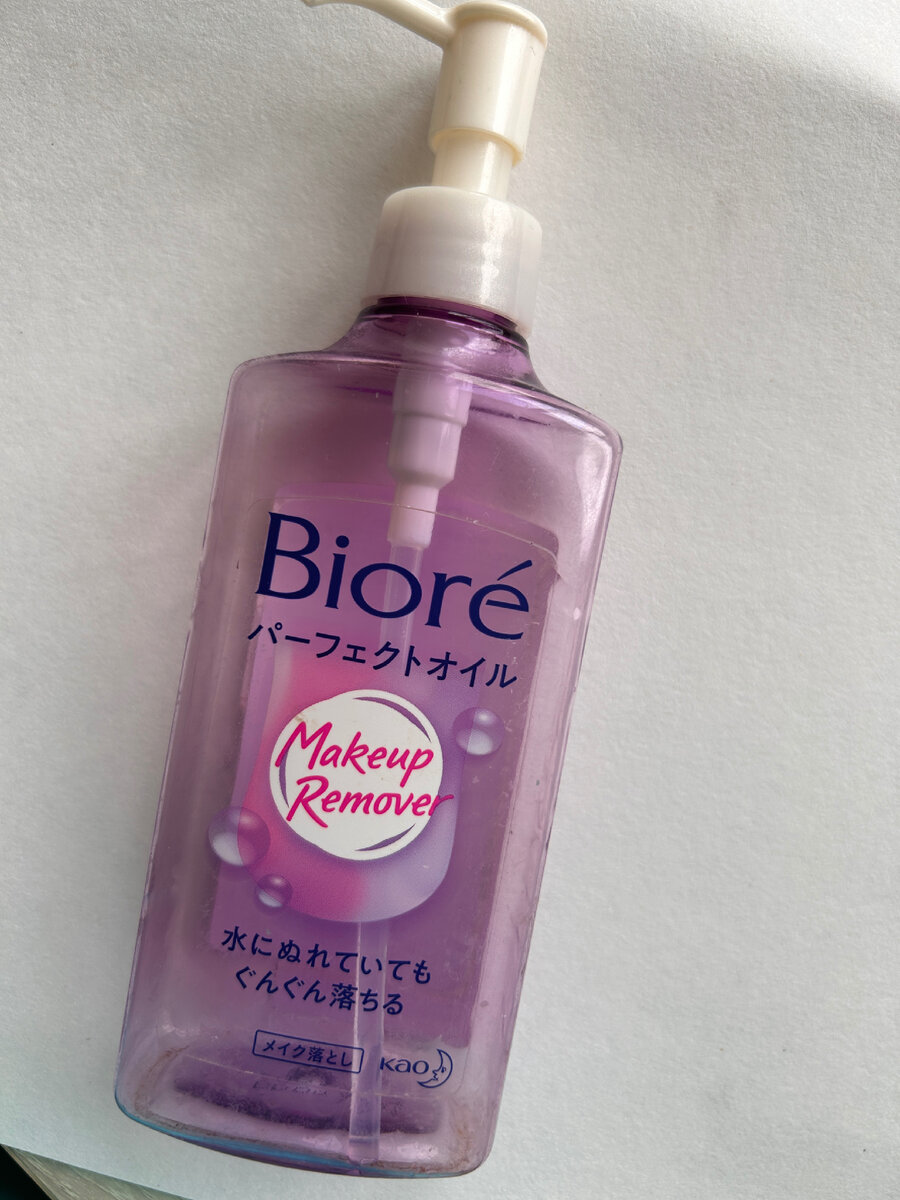 Bioré
パーフェクトオイル
Makeup
Remover
水にぬれていても
ぐんぐん落ちる
メイク落とし Kao